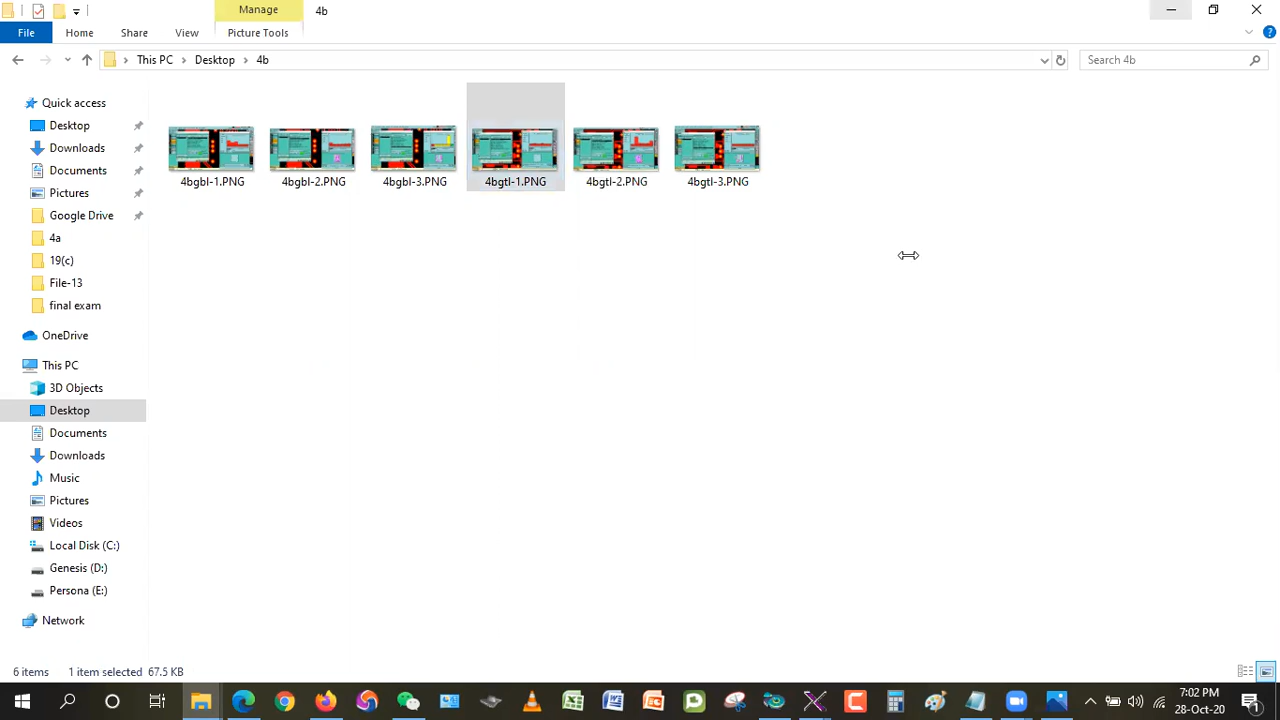 Manage
4b
File
Home
Share
View
Picture Tools
This PC
Desktop
4b
Search 4b
Quick access
Desktop
Downloads
Documents
Pictures
Google Drive
4a
19(c)
File-13
final exam
OneDrive
This PC
3D Objects
Desktop
Documents
Downloads
Music
Pictures
Videos
Local Disk (C:)
Genesis (D:)
Persona (E:)
Network
4bgbl-1.PNG
4bgbl-2.PNG
4bgbl-3.PNG
4bgtl-1.PNG
4bgtl-2.PNG
4bgtl-3.PNG
6 items
1 item selected 67.5 KB
7:02 PM
28-Oct-20